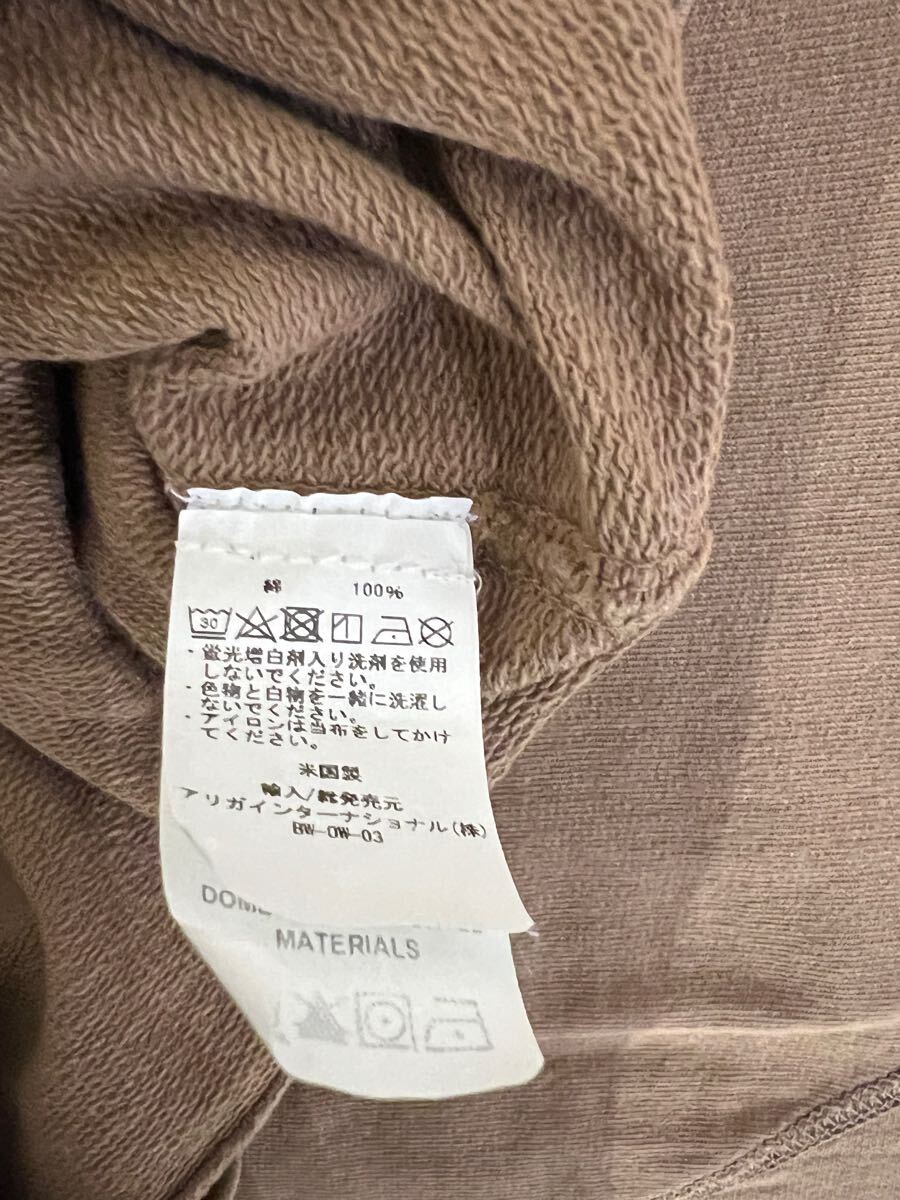 綿 100%
30
・蛍光増白剤入り洗剤を使用
しないでください。
・色物と白物を一緒に洗濯し
ないでください。
・アイロンは当布をしてかけ
てください。
米国製
輸入/販発売元
アリガインターナショナル(株)
BW-OW-03
MATERIALS